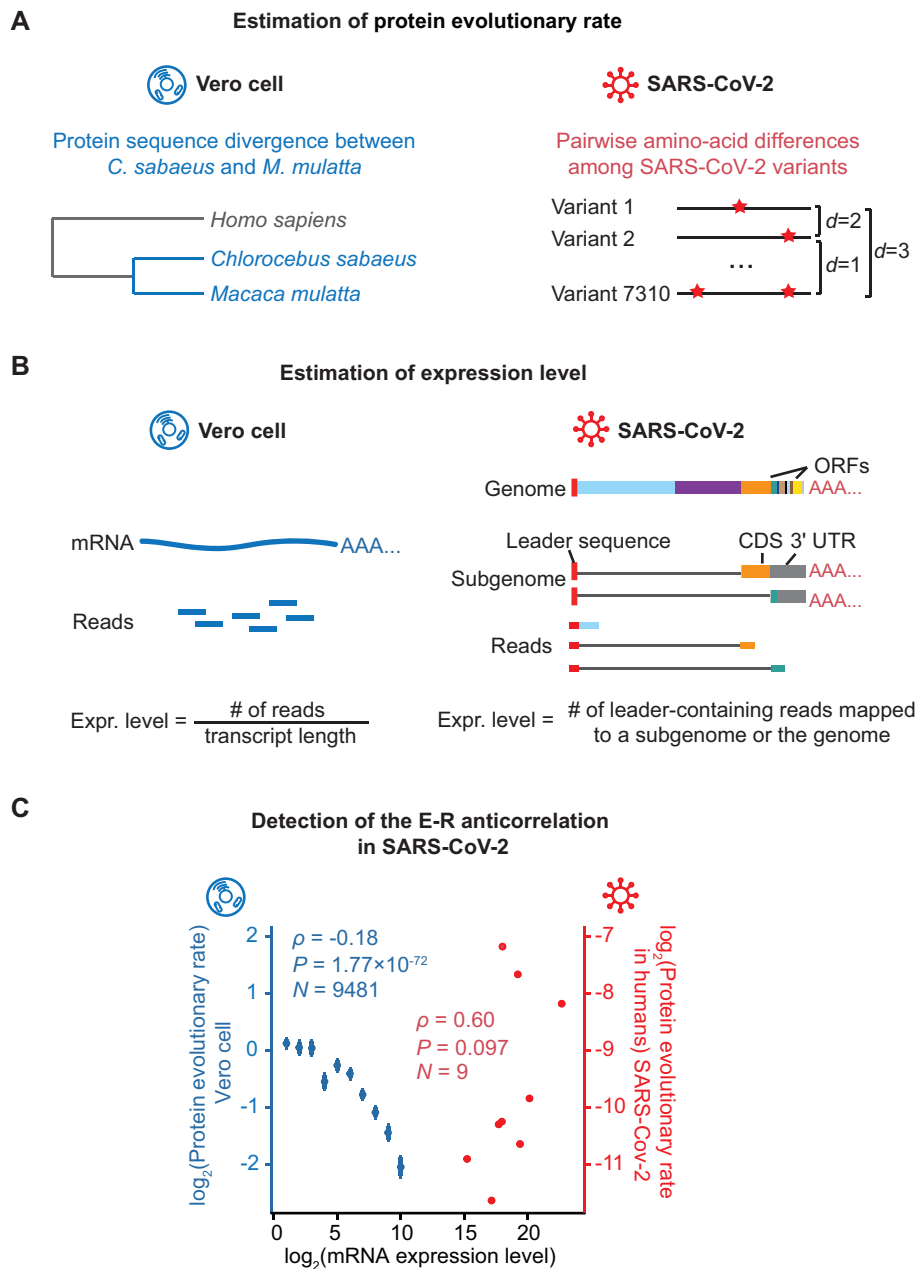 A
Estimation of protein evolutionary rate
Vero cell
Protein sequence divergence between
C. sabaeus and M. mulatta
Homo sapiens
Chlorocebus sabaeus
Macaca mulatta
SARS-CoV-2
Pairwise amino-acid differences
among SARS-CoV-2 variants
Variant 1
Variant 2
...
Variant 7310
d=2
d=1
d=3
B
Estimation of expression level
Vero cell
mRNA
AAA...
Reads
Expr. level = # of reads
transcript length
SARS-CoV-2
ORFs
Genome
AAA...
Leader sequence
CDS 3' UTR
Subgenome
AAA...
AAA...
Reads
Expr. level = # of leader-containing reads mapped
to a subgenome or the genome
C
Detection of the E-R anticorrelation
in SARS-CoV-2
log₂(Protein evolutionary rate)
Vero cell
2
1
0
-1
-2
ρ = -0.18
P = 1.77×10⁻⁷²
N = 9481
ρ = 0.60
P = 0.097
N = 9
-7
-8
-9
-10
-11
log₂(Protein evolutionary rate
in humans) SARS-Cov-2
0 5 10 15 20
log₂(mRNA expression level)